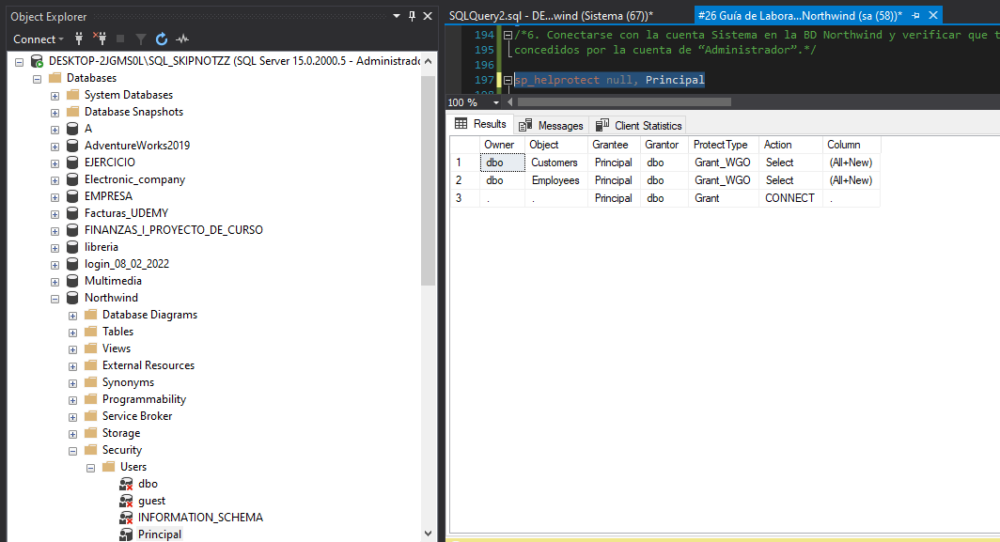 Object Explorer
Connect
DESKTOP-2JGMS0L\SQL_SKIPNOTZZ (SQL Server 15.0.2000.5 - Administrado
Databases
System Databases
Database Snapshots
A
AdventureWorks2019
EJERCICIO
Electronic_company
EMPRESA
Facturas_UDEMY
FINANZAS_I_PROYECTO_DE_CURSO
libreria
login_08_02_2022
Multimedia
Northwind
Database Diagrams
Tables
Views
External Resources
Synonyms
Programmability
Service Broker
Storage
Security
Users
dbo
guest
INFORMATION_SCHEMA
Principal
SQLQuery2.sql - DE...wind (Sistema (67))* #26 Guía de Labora...Northwind (sa (58))*
194 /*6. Conectarse con la cuenta Sistema en la BD Northwind y verificar que t
195 concedidos por la cuenta de “Administrador”.*/
196
197 sp_helprotect null, Principal
100 %
Results Messages Client Statistics
Owner Object Grantee Grantor ProtectType Action Column
1 dbo Customers Principal dbo Grant_WGO Select (All+New)
2 dbo Employees Principal dbo Grant_WGO Select (All+New)
3 . . Principal dbo Grant CONNECT .